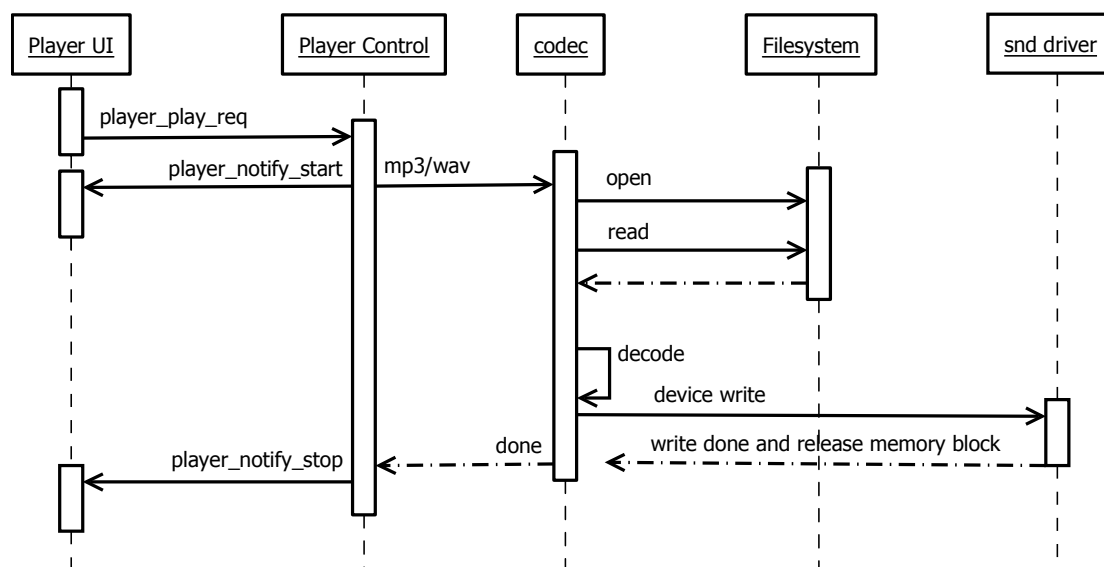 Player UI
Player Control
codec
Filesystem
snd driver
player_play_req
player_notify_start
mp3/wav
open
read
decode
device write
done
write done and release memory block
player_notify_stop